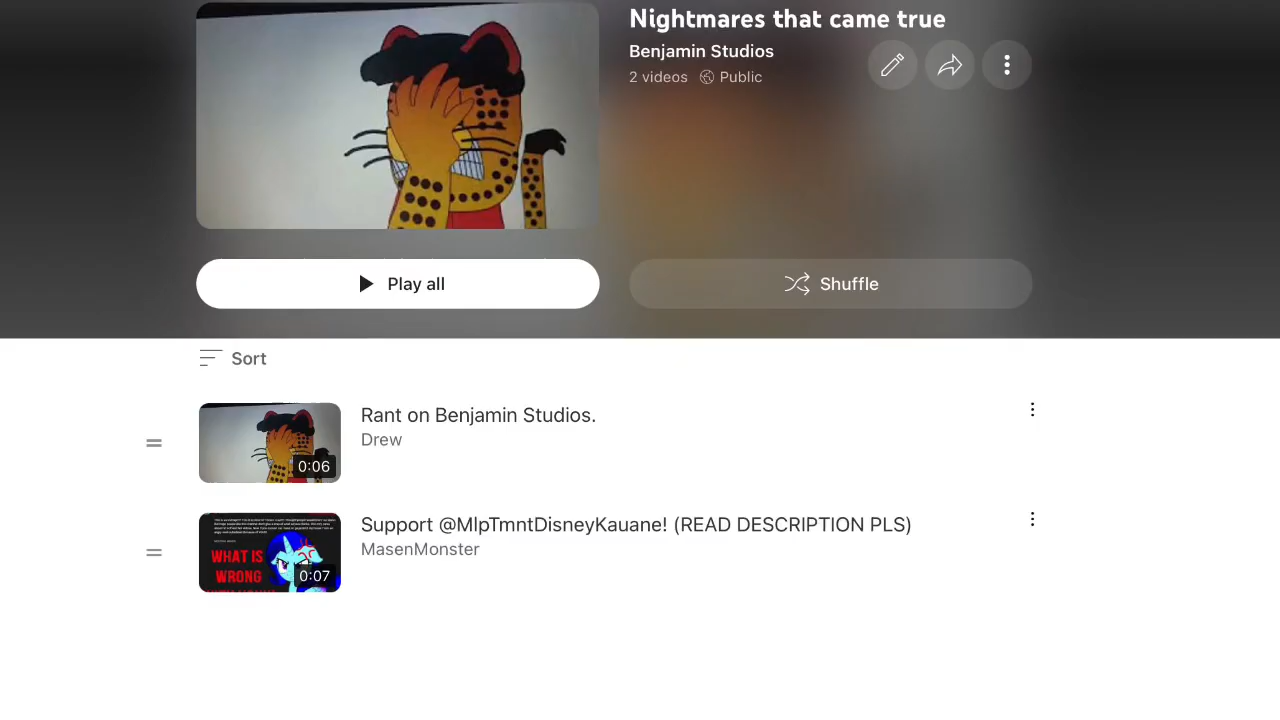 Nightmares that came true
Benjamin Studios
2 videos Public
Play all
Shuffle
Sort
Rant on Benjamin Studios.
Drew
0:06
Support @MlpTmntDisneyKauane! (READ DESCRIPTION PLS)
MasenMonster
WHAT IS
WRONG
0:07